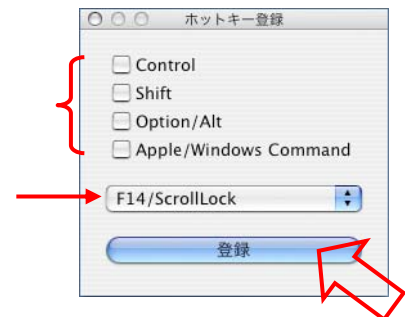 ホットキー登録
Control
Shift
Option/Alt
Apple/Windows Command
F14/ScrollLock
登録